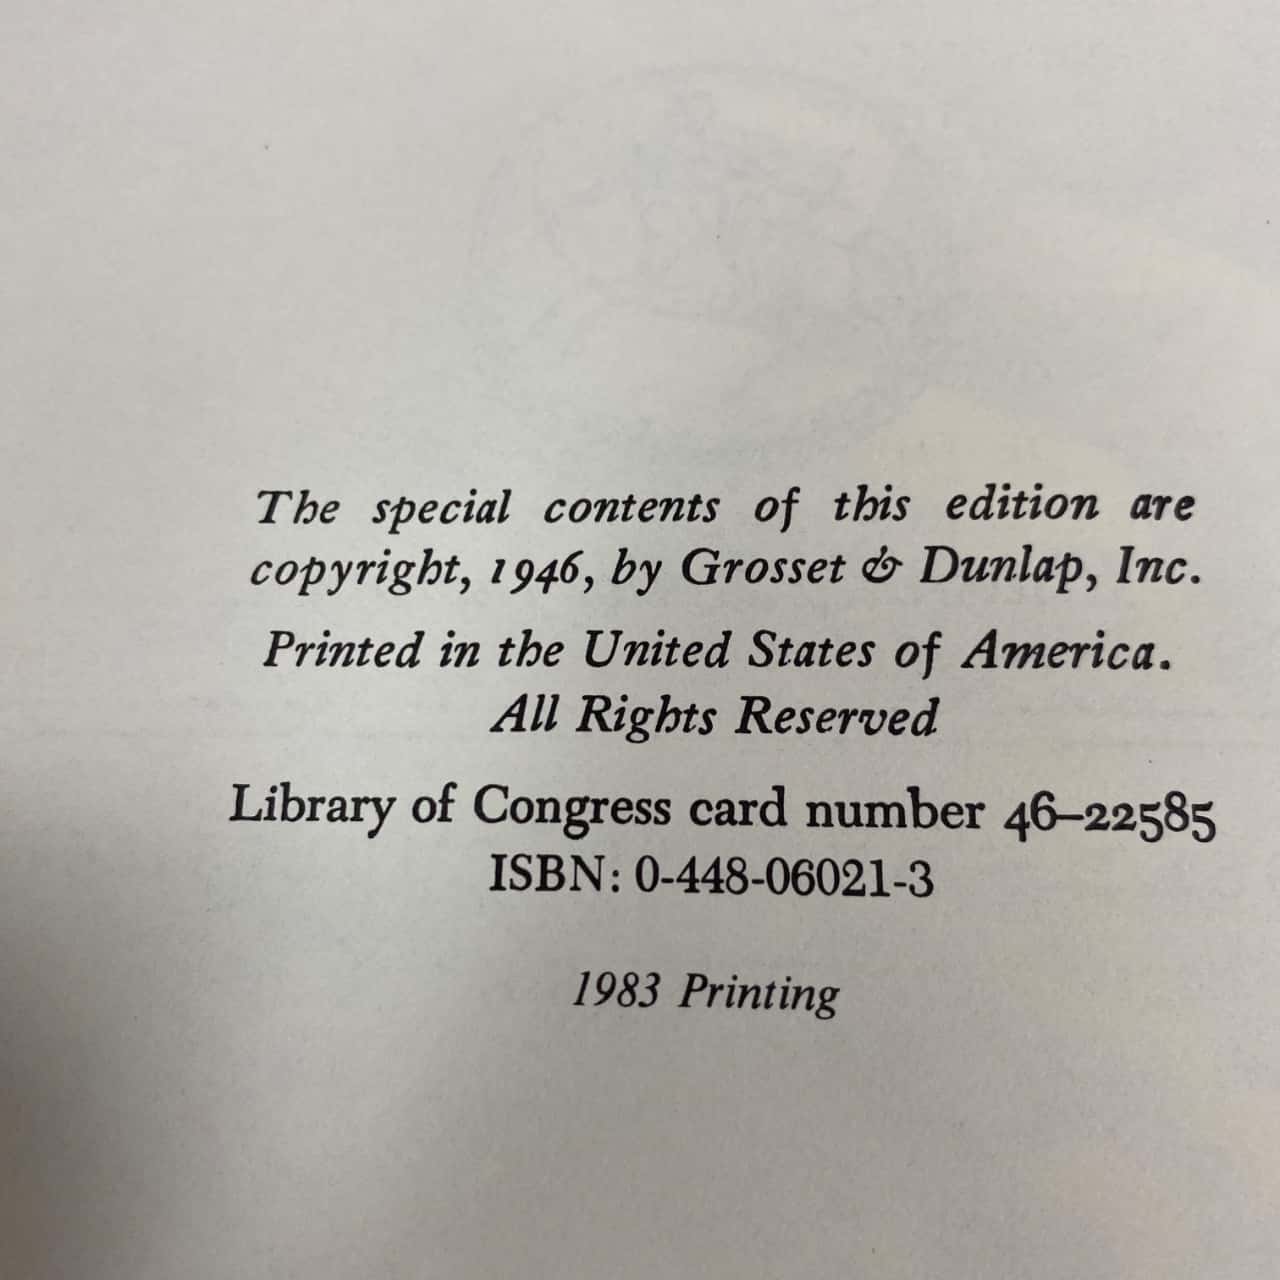 The special contents of this edition are
copyright, 1946, by Grosset & Dunlap, Inc.
Printed in the United States of America.
All Rights Reserved
Library of Congress card number 46–22585
ISBN: 0-448-06021-3
1983 Printing